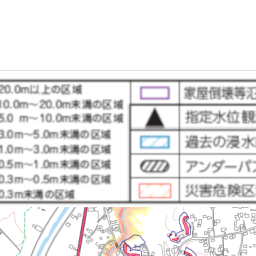 20.0m以上の区域
10.0m～20.0m未満の区域
5.0 m～10.0m未満の区域
3.0m～5.0m未満の区域
1.0m～3.0m未満の区域
0.5m～1.0m未満の区域
0.3m～0.5m未満の区域
0.3m未満の区域
家屋倒壊等氾
指定水位観
過去の浸水
アンダーパ
災害危険区